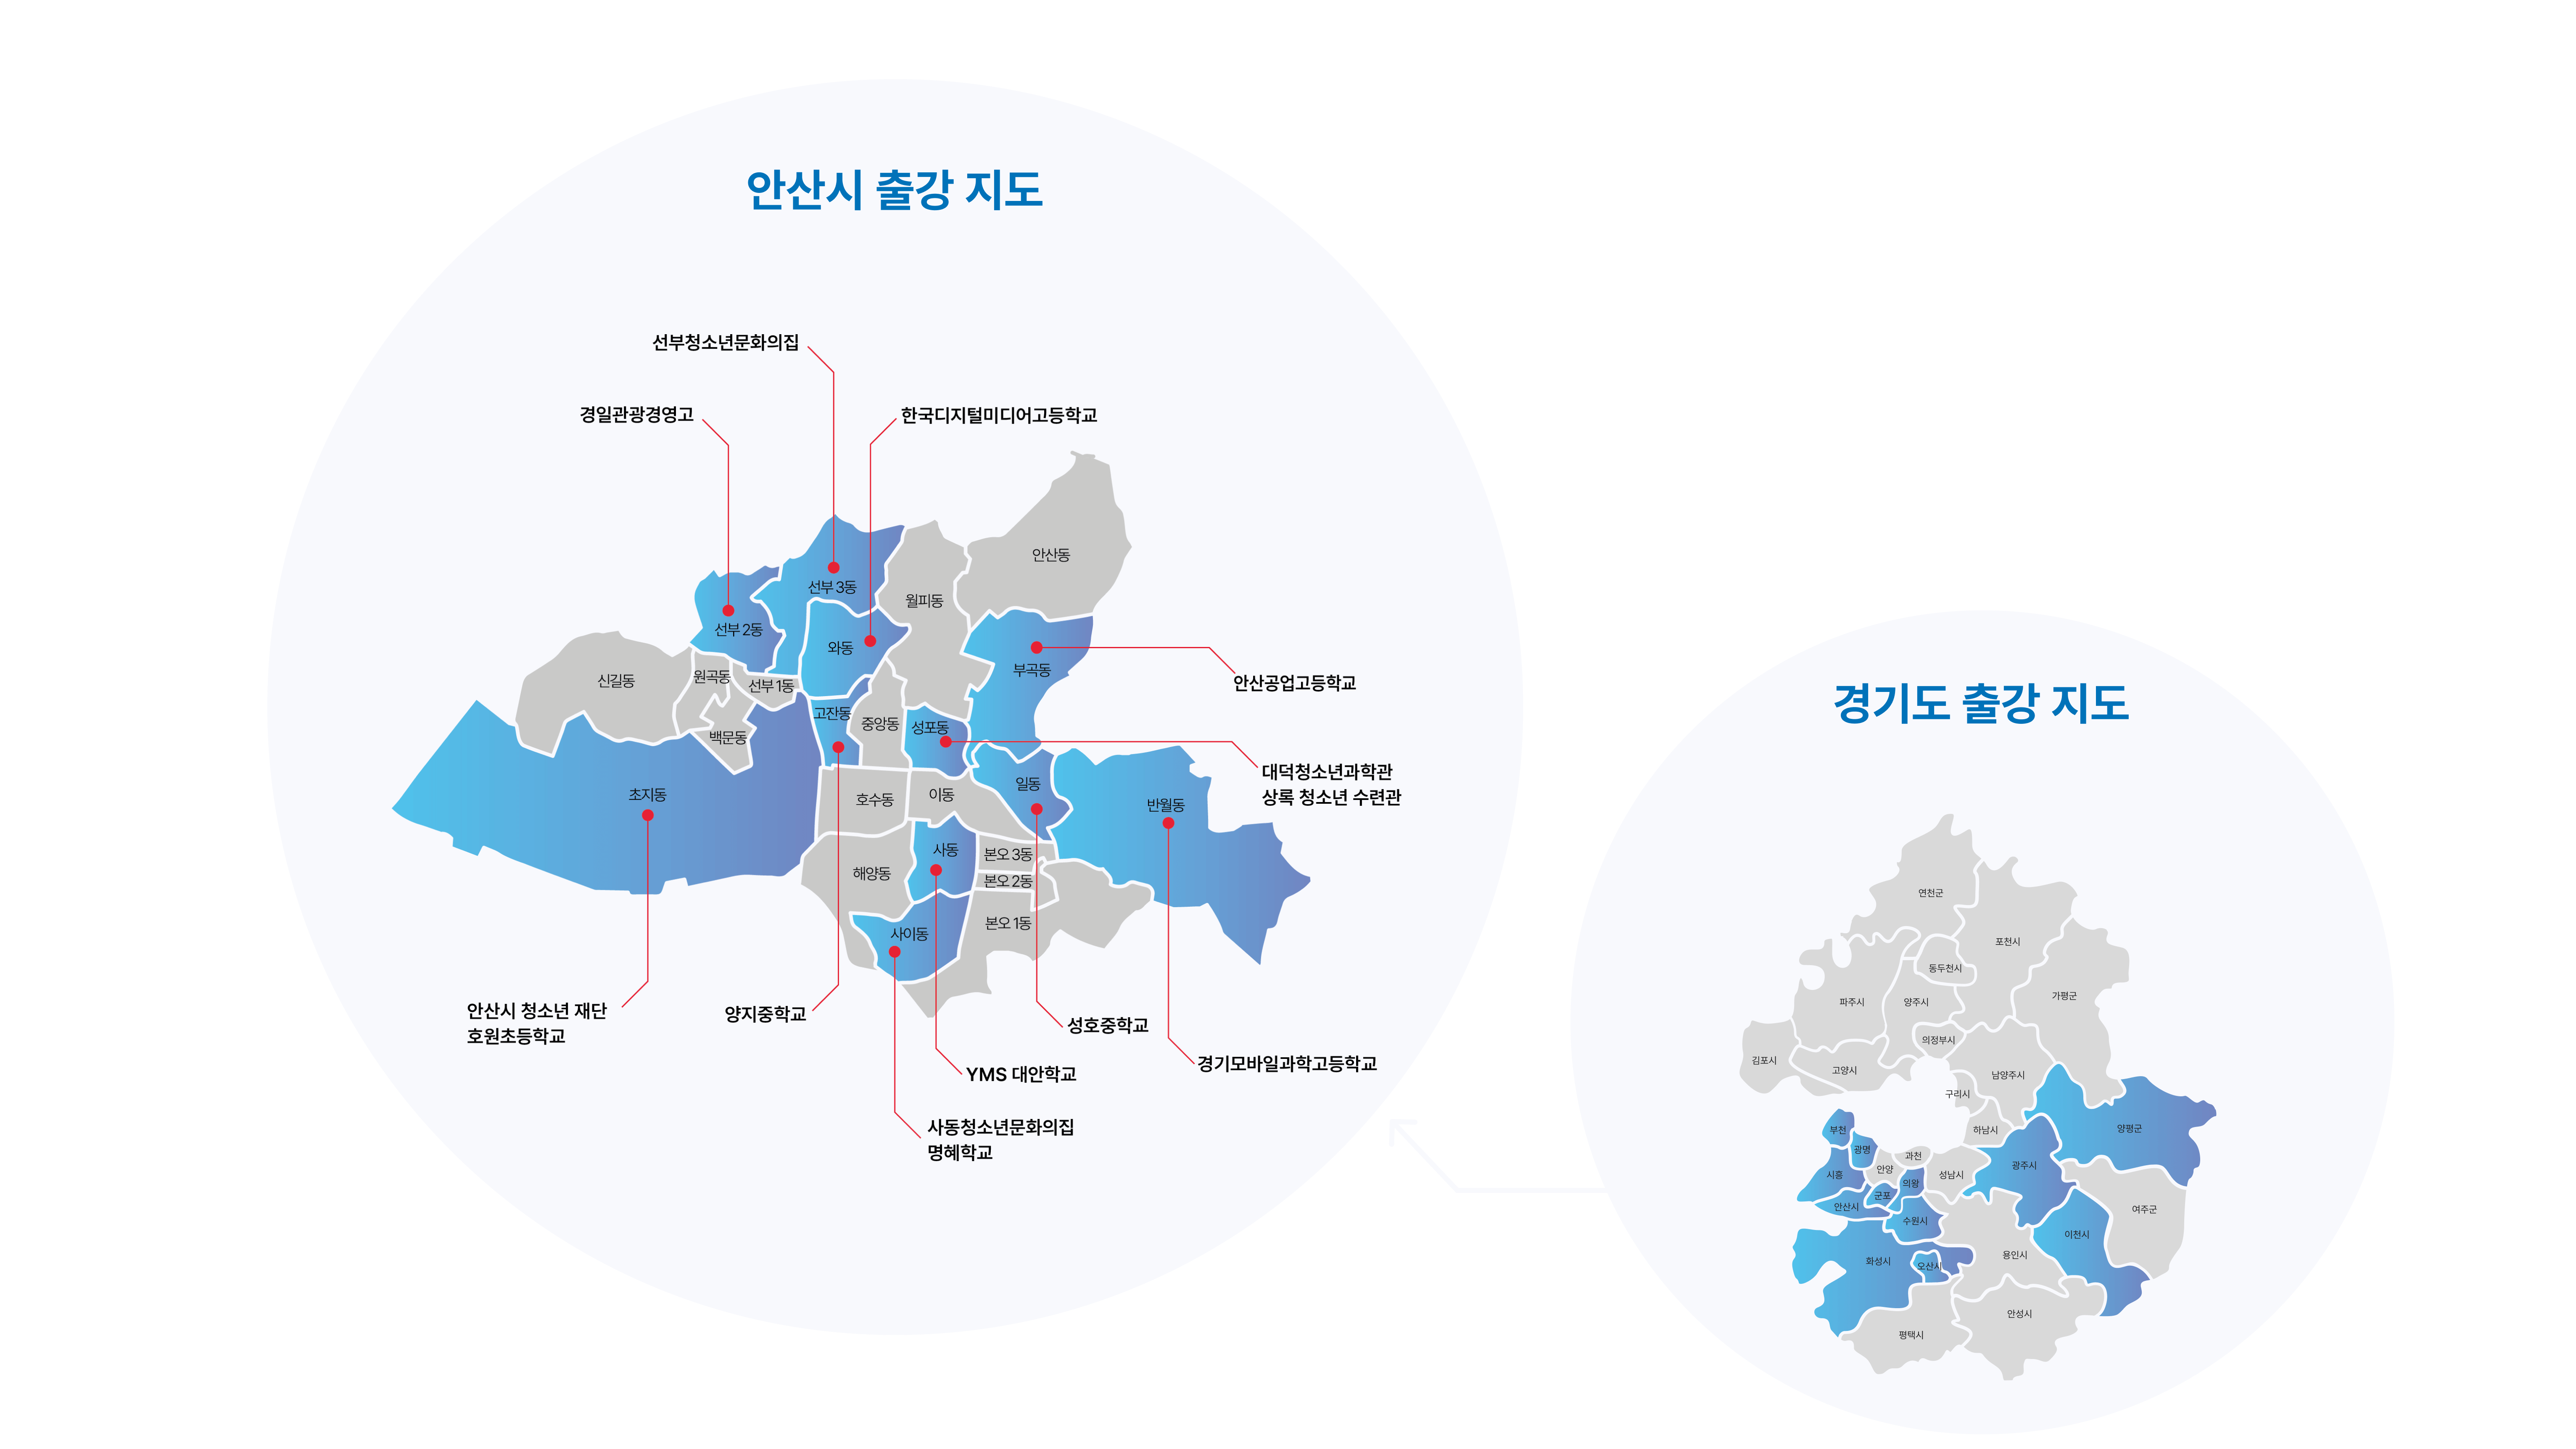 안산시 출강 지도
선부청소년문화의집
경일관광경영고
한국디지털미디어고등학교
안산동
선부 3동
월피동
선부 2동
와동
부곡동
신길동
원곡동
선부 1동
안산공업고등학교
고잔동
중앙동
성포동
백운동
대덕청소년과학관
상록 청소년 수련관
초지동
호수동
이동
일동
반월동
사동
본오 3동
해양동
본오 2동
본오 1동
사이동
안산시 청소년 재단
호원초등학교
양지중학교
성호중학교
경기모바일과학고등학교
YMS 대안학교
사동청소년문화의집
명혜학교
경기도 출강 지도
연천군
포천시
동두천시
가평군
파주시
양주시
의정부시
김포시
고양시
남양주시
구리시
하남시
양평군
부천
광명
과천
안양
성남시
광주시
시흥
의왕
군포
안산시
수원시
여주군
이천시
용인시
화성시
오산시
안성시
평택시